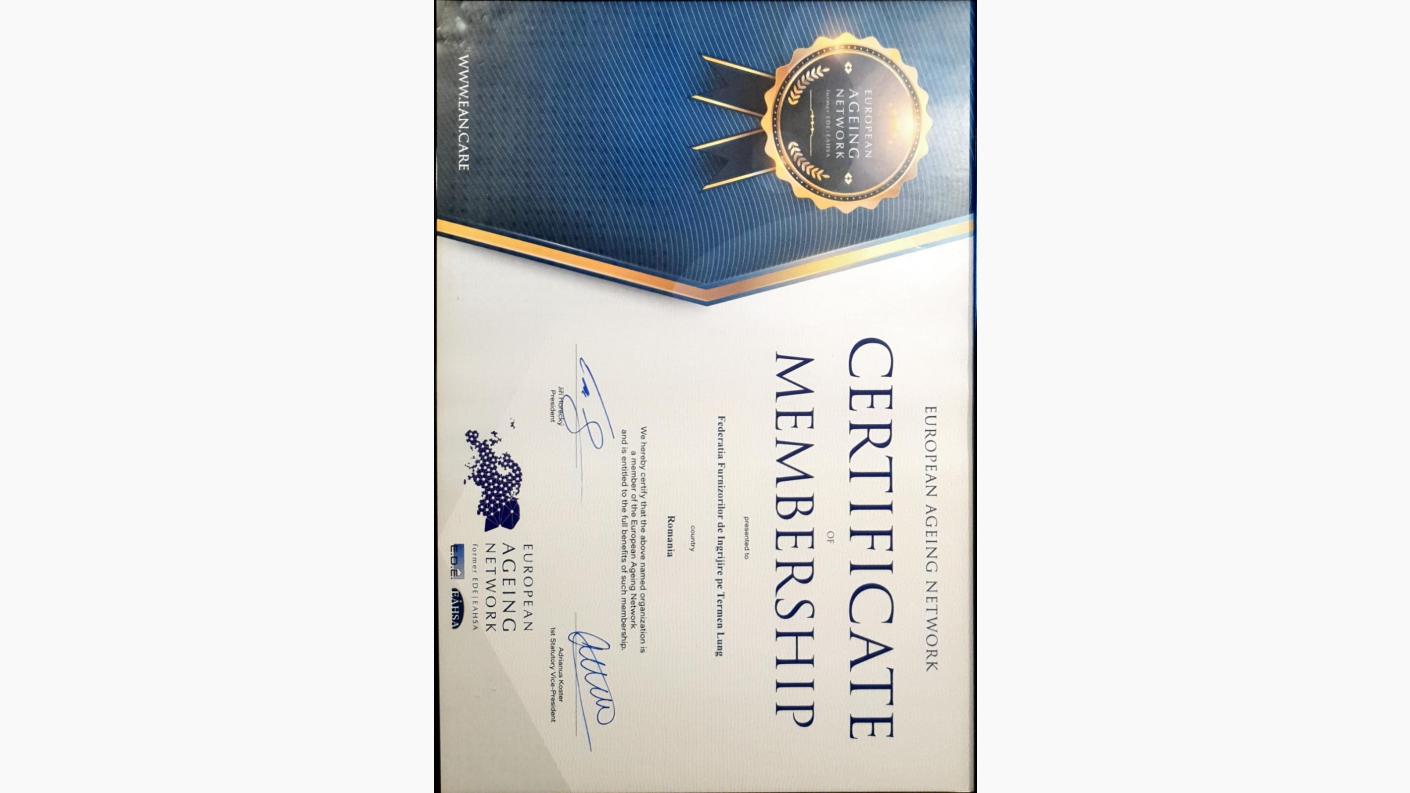 EUROPEAN
AGEING
NETWORK
former EDE | EAHSA
WWW.EAN.CARE
EUROPEAN AGEING NETWORK
CERTIFICATE
OF
MEMBERSHIP
presented to
Federatia Furnizorilor de Ingrijire pe Termen Lung
country
Romania
We hereby certify that the above named organization is
a member of the European Ageing Network
and is entitled to the full benefits of such membership.
Jiří Horecký
President
Adrianus Koster
1st Statutory Vice-President
EUROPEAN
AGEING
NETWORK
former EDE|EAHSA
E.D.E.
EAHSA